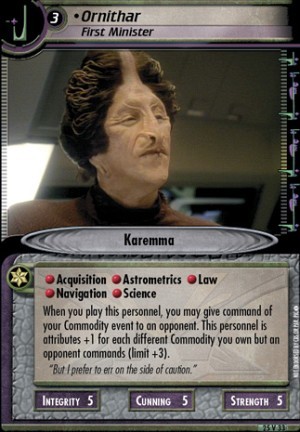 3
•Ornithar
First Minister
Karemma
Acquisition Astrometrics Law
Navigation Science
When you play this personnel, you may give command of
your Commodity event to an opponent. This personnel is
attributes +1 for each different Commodity you own but an
opponent commands (limit +3).
"But I prefer to err on the side of caution."
INTEGRITY 5 CUNNING 5 STRENGTH 5